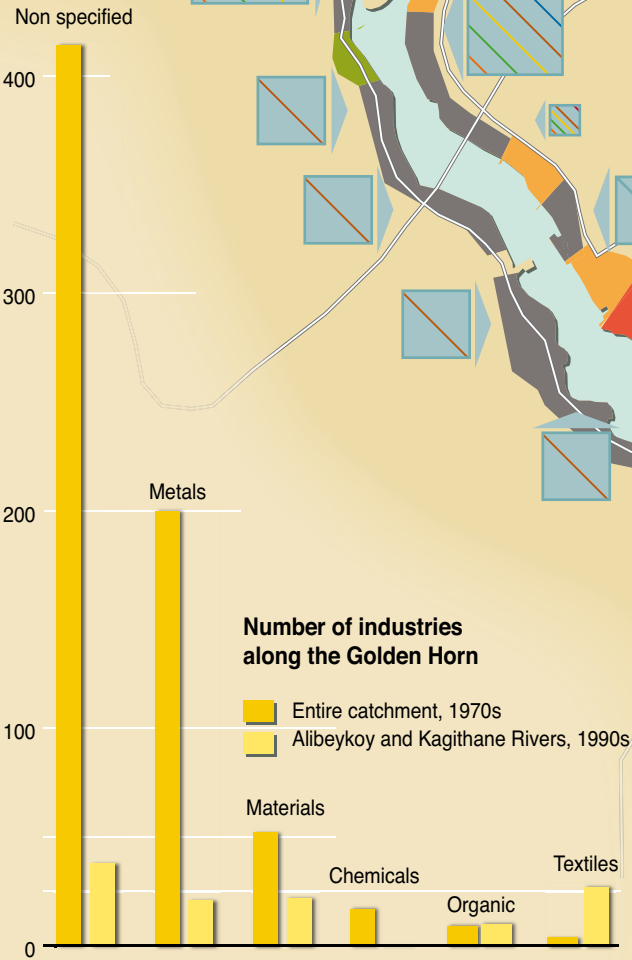 Non specified
400
300
200
Metals
Number of industries
along the Golden Horn
Entire catchment, 1970s
100
Alibeykoy and Kagithane Rivers, 1990s
Materials
Chemicals
Textiles
Organic
0